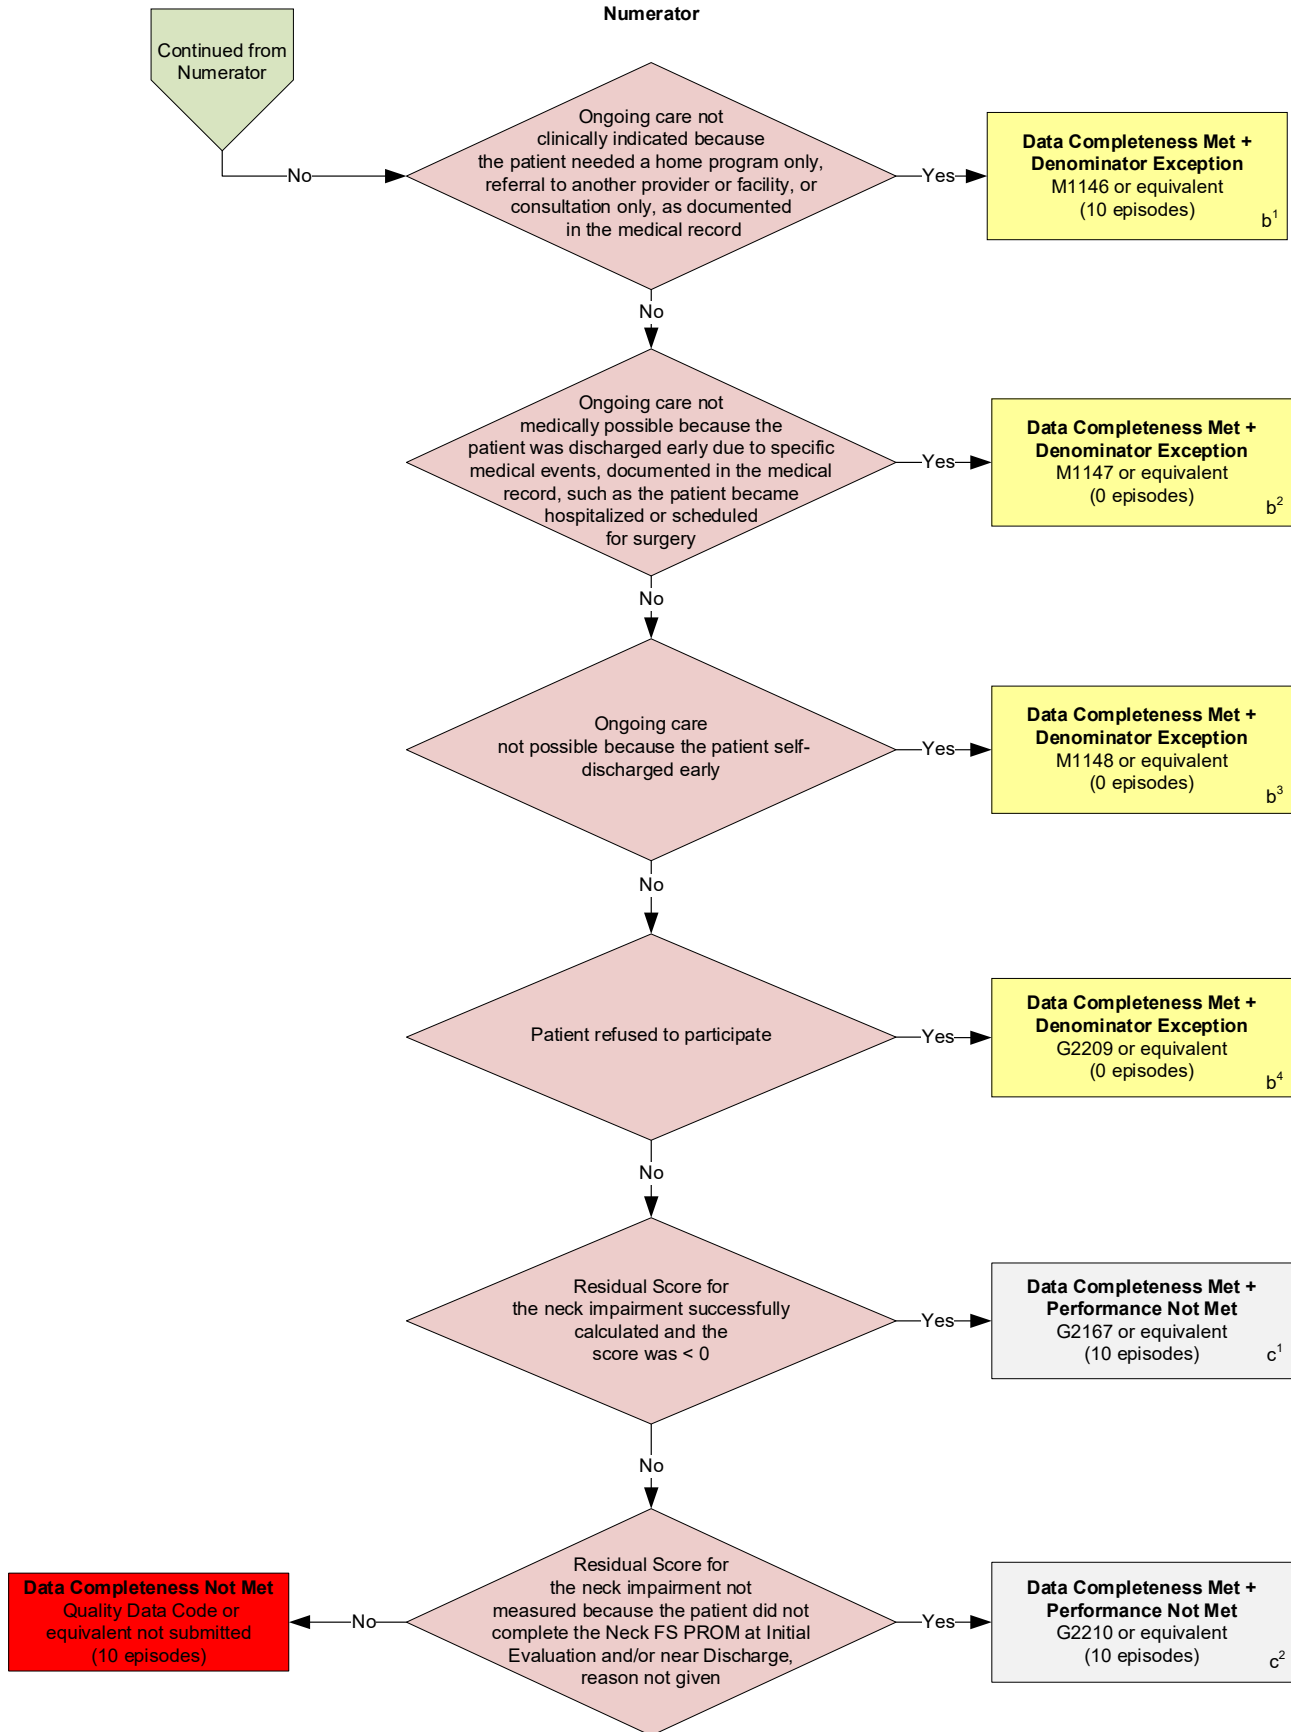 Numerator
Continued from
Numerator
No
Ongoing care not
clinically indicated because
the patient needed a home program only,
referral to another provider or facility, or
consultation only, as documented
in the medical record
Yes
Data Completeness Met +
Denominator Exception
M1146 or equivalent
(10 episodes)
b¹
No
Ongoing care not
medically possible because the
patient was discharged early due to specific
medical events, documented in the medical
record, such as the patient became
hospitalized or scheduled
for surgery
Yes
Data Completeness Met +
Denominator Exception
M1147 or equivalent
(0 episodes)
b²
No
Ongoing care
not possible because the patient self-
discharged early
Yes
Data Completeness Met +
Denominator Exception
M1148 or equivalent
(0 episodes)
b³
No
Patient refused to participate
Yes
Data Completeness Met +
Denominator Exception
G2209 or equivalent
(0 episodes)
b⁴
No
Residual Score for
the neck impairment successfully
calculated and the
score was < 0
Yes
Data Completeness Met +
Performance Not Met
G2167 or equivalent
(10 episodes)
c¹
No
Residual Score for
the neck impairment not
measured because the patient did not
complete the Neck FS PROM at Initial
Evaluation and/or near Discharge,
reason not given
Yes
Data Completeness Met +
Performance Not Met
G2210 or equivalent
(10 episodes)
c²
No
Data Completeness Not Met
Quality Data Code or
equivalent not submitted
(10 episodes)